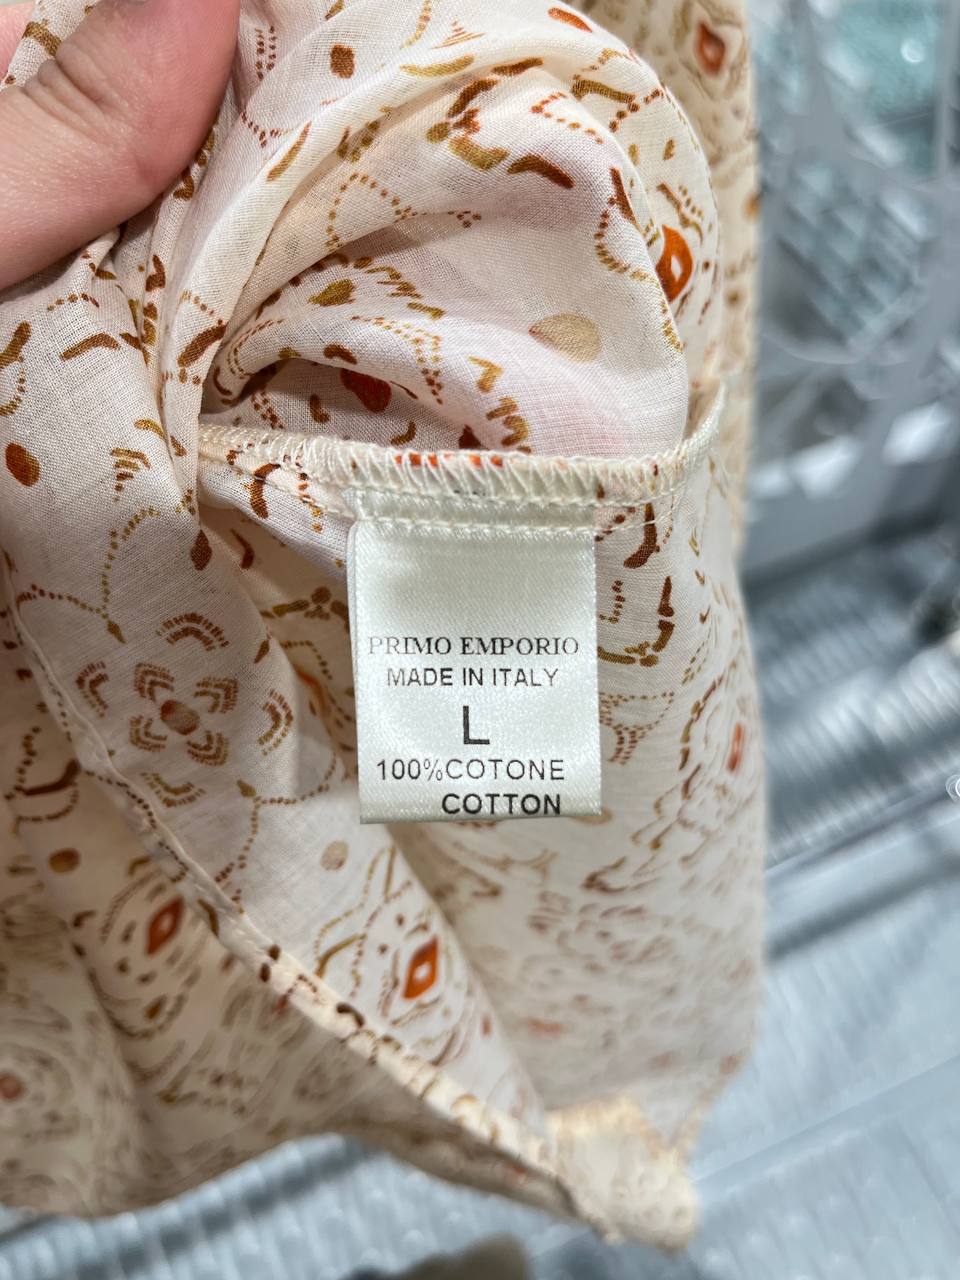 PRIMO EMPORIO
MADE IN ITALY
L
100%COTONE
COTTON